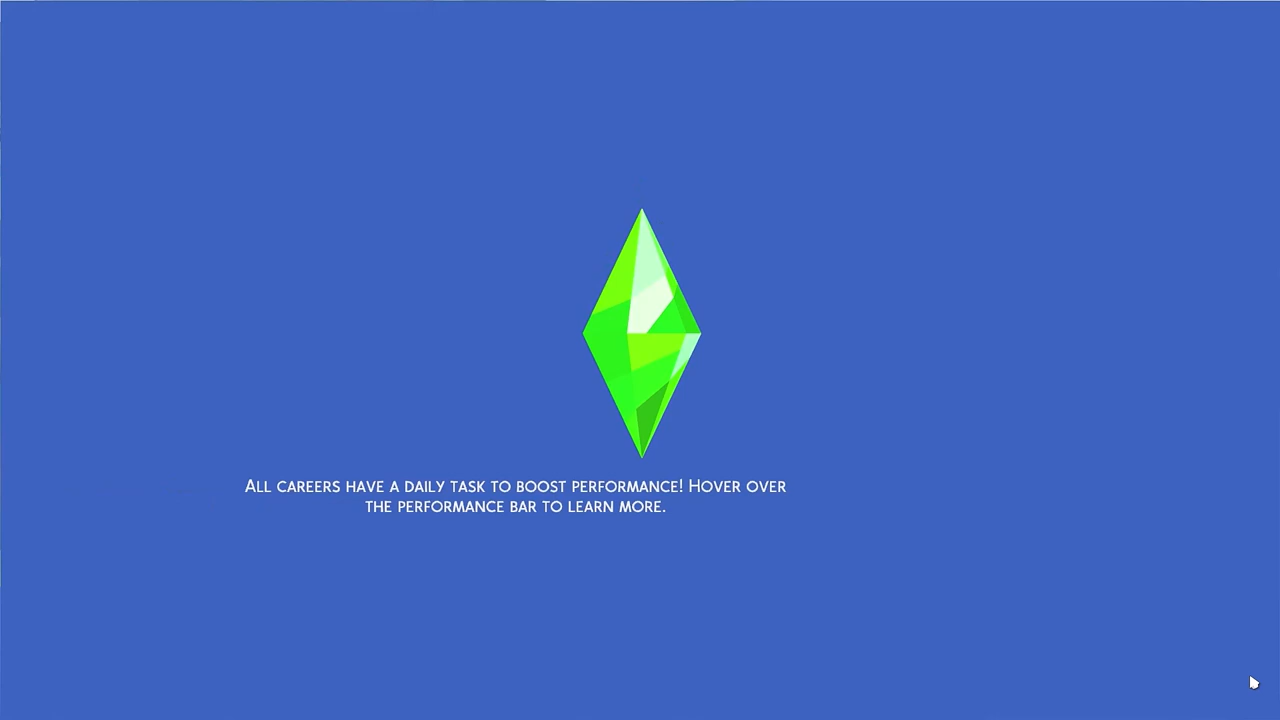 All careers have a daily task to boost performance! Hover over
the performance bar to learn more.